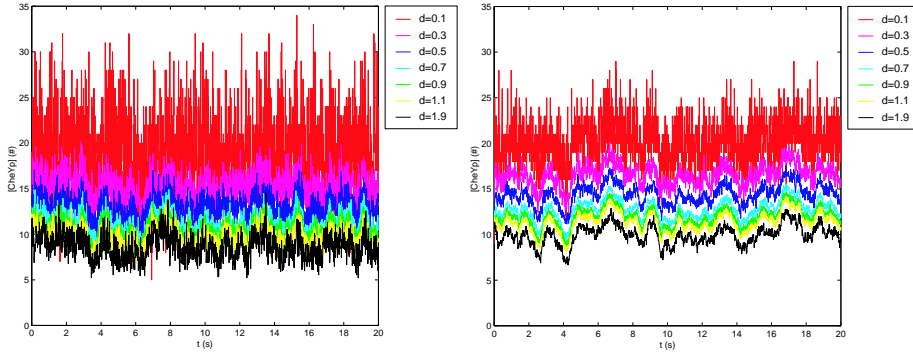 35
30
25
20
15
10
5
0
[CheYp] (#)
0 2 4 6 8 10 12 14 16 18 20
t (s)
d=0.1
d=0.3
d=0.5
d=0.7
d=0.9
d=1.1
d=1.9
35
30
25
20
15
10
5
0
[CheYp] (#)
0 2 4 6 8 10 12 14 16 18 20
t (s)
d=0.1
d=0.3
d=0.5
d=0.7
d=0.9
d=1.1
d=1.9